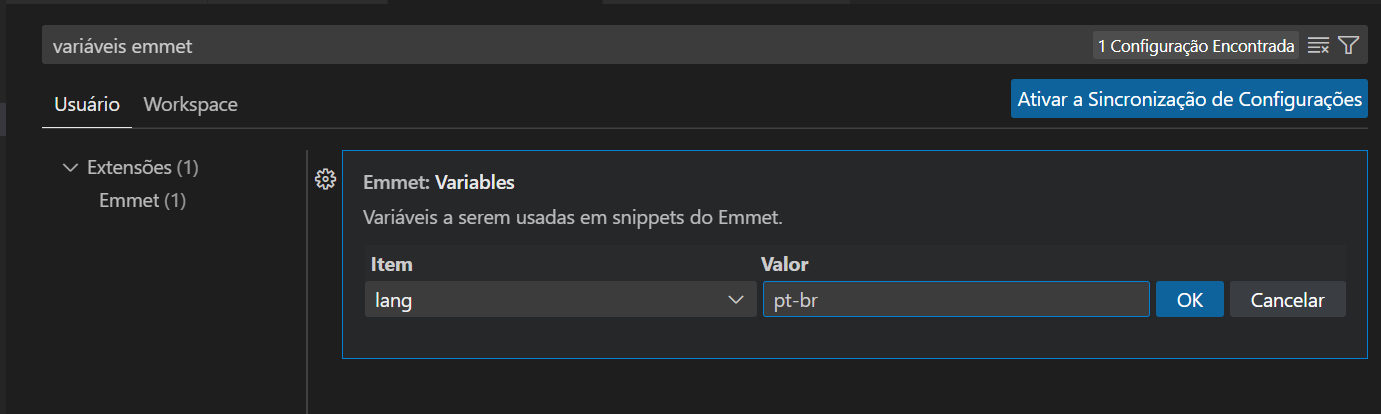 variáveis emmet
1 Configuração Encontrada
Usuário
Workspace
Ativar a Sincronização de Configurações
Extensões (1)
Emmet (1)
Emmet: Variables
Variáveis a serem usadas em snippets do Emmet.
Item Valor
lang pt-br OK Cancelar